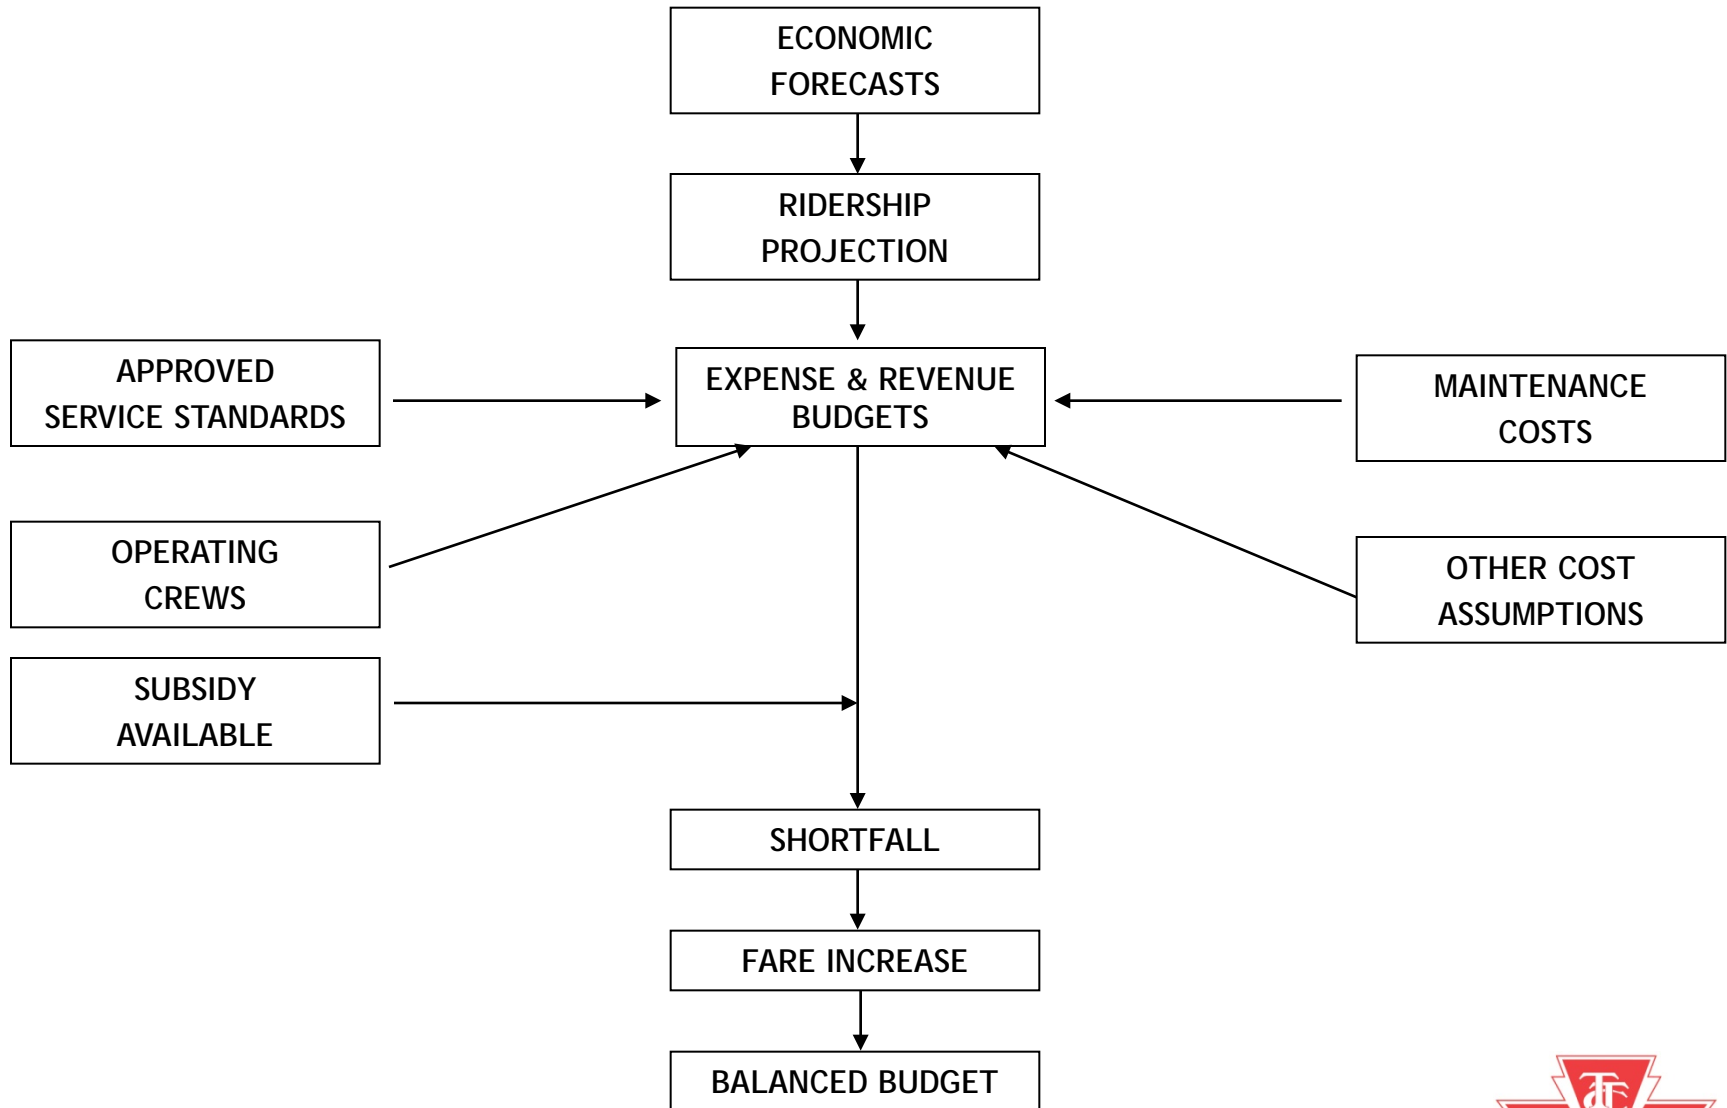 ECONOMIC
FORECASTS
RIDERSHIP
PROJECTION
APPROVED
SERVICE STANDARDS
EXPENSE & REVENUE
BUDGETS
MAINTENANCE
COSTS
OPERATING
CREWS
OTHER COST
ASSUMPTIONS
SUBSIDY
AVAILABLE
SHORTFALL
FARE INCREASE
BALANCED BUDGET
TTC